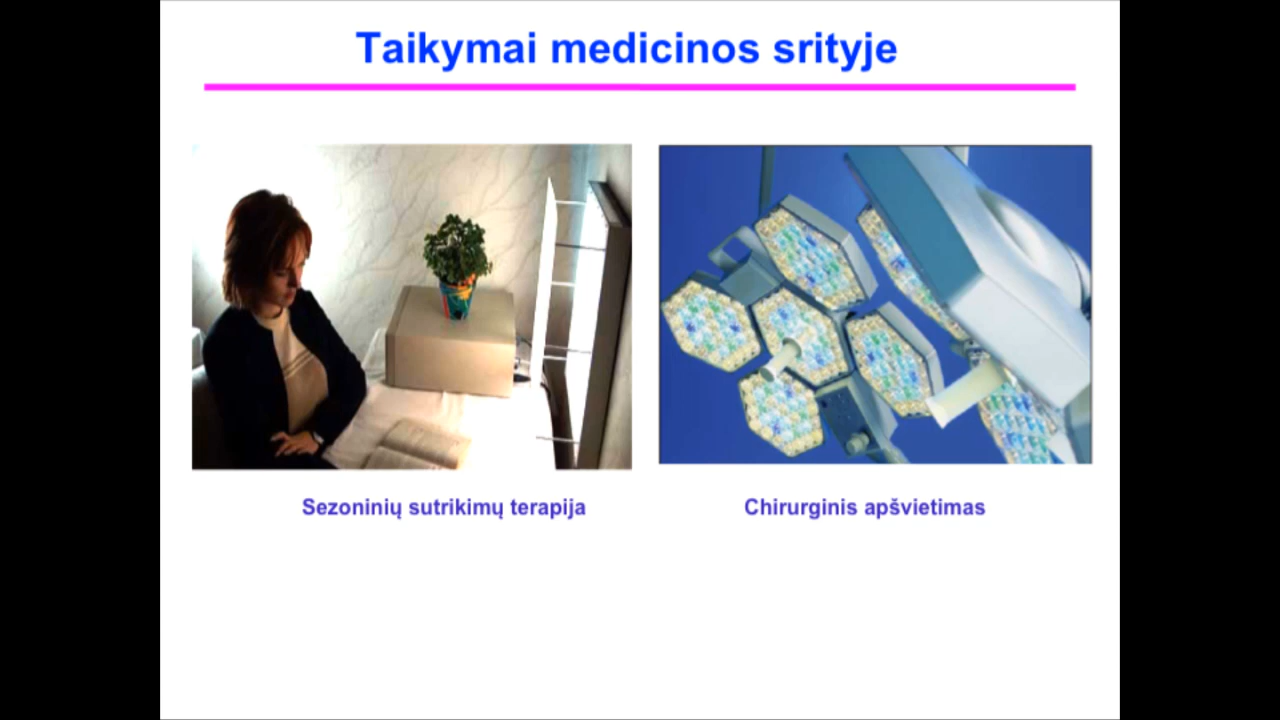 Taikymai medicinos srityje
Sezoninių sutrikimų terapija
Chirurginis apšvietimas